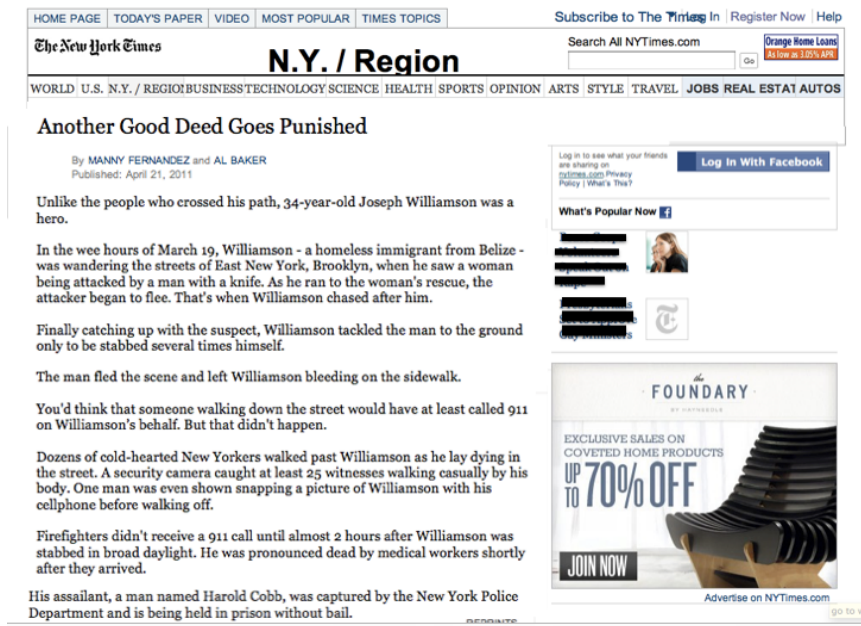 HOME PAGE TODAY'S PAPER VIDEO MOST POPULAR TIMES TOPICS
Subscribe to The Times Log In Register Now Help
The New York Times
N.Y. / Region
Search All NYTimes.com
Go
Orange Home Loans
As low as 3.05% APR
WORLD U.S. N.Y. / REGION BUSINESS TECHNOLOGY SCIENCE HEALTH SPORTS OPINION ARTS STYLE TRAVEL JOBS REAL ESTAT AUTOS
Another Good Deed Goes Punished
By MANNY FERNANDEZ and AL BAKER
Published: April 21, 2011
Unlike the people who crossed his path, 34-year-old Joseph Williamson was a
hero.
In the wee hours of March 19, Williamson - a homeless immigrant from Belize -
was wandering the streets of East New York, Brooklyn, when he saw a woman
being attacked by a man with a knife. As he ran to the woman's rescue, the
attacker began to flee. That's when Williamson chased after him.
Finally catching up with the suspect, Williamson tackled the man to the ground
only to be stabbed several times himself.
The man fled the scene and left Williamson bleeding on the sidewalk.
You'd think that someone walking down the street would have at least called 911
on Williamson's behalf. But that didn't happen.
Dozens of cold-hearted New Yorkers walked past Williamson as he lay dying in
the street. A security camera caught at least 25 witnesses walking casually by his
body. One man was even shown snapping a picture of Williamson with his
cellphone before walking off.
Firefighters didn't receive a 911 call until almost 2 hours after Williamson was
stabbed in broad daylight. He was pronounced dead by medical workers shortly
after they arrived.
His assailant, a man named Harold Cobb, was captured by the New York Police
Department and is being held in prison without bail.
REPRINTS
Log in to see what your friends
are sharing on
nytimes.com Privacy
Policy | What's This?
Log In With Facebook
What's Popular Now
the
FOUNDARY
BY HAYNEEDLE
EXCLUSIVE SALES ON
COVETED HOME PRODUCTS
UP TO 70% OFF
JOIN NOW
Advertise on NYTimes.com
go to